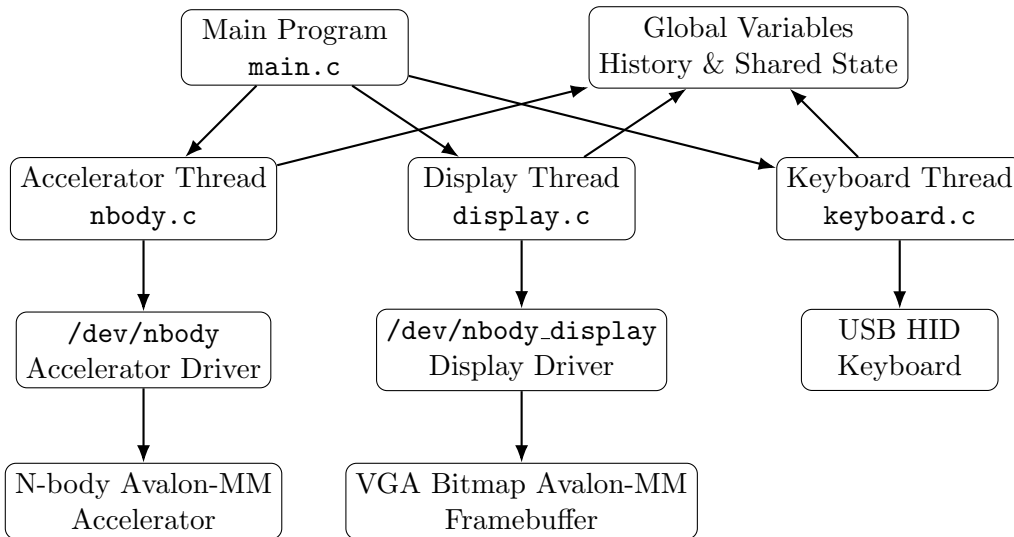 Main Program
main.c
Global Variables
History & Shared State
Accelerator Thread
nbody.c
Display Thread
display.c
Keyboard Thread
keyboard.c
/dev/nbody
Accelerator Driver
/dev/nbody_display
Display Driver
USB HID
Keyboard
N-body Avalon-MM
Accelerator
VGA Bitmap Avalon-MM
Framebuffer